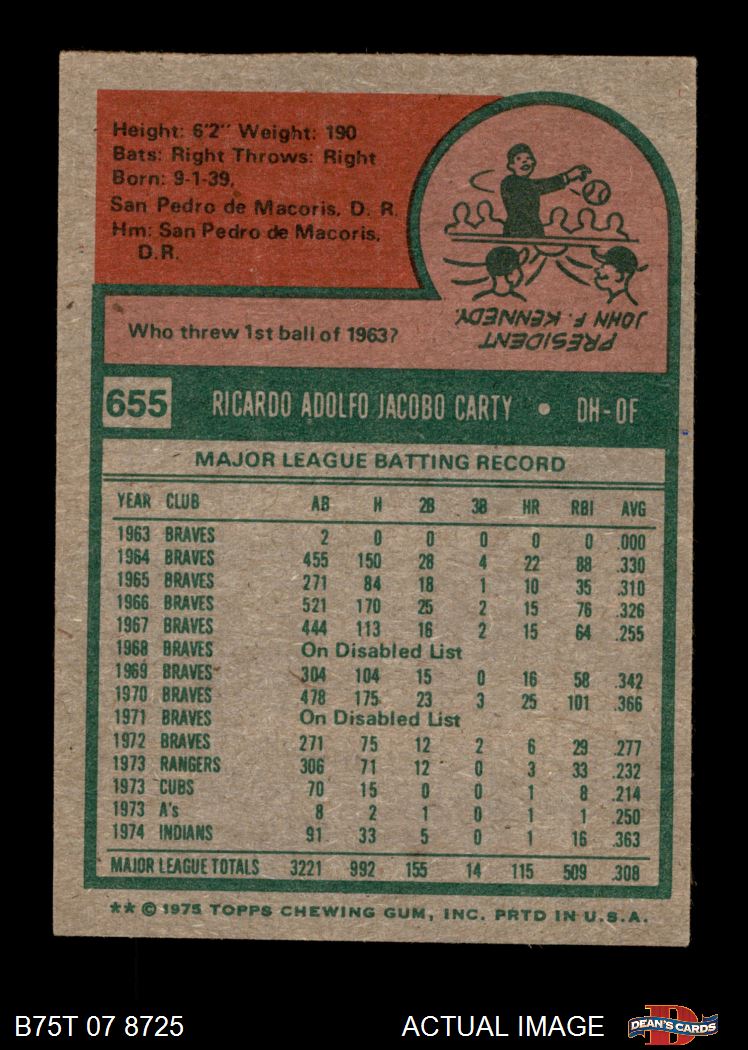 Height: 6'2" Weight: 190
Bats: Right Throws: Right
Born: 9-1-39,
San Pedro de Macoris, D. R.
Hm: San Pedro de Macoris,
D.R.
Who threw 1st ball of 1963?
PRESIDENT
JOHN F. KENNEDY.
655 RICARDO ADOLFO JACOBO CARTY • DH-OF
MAJOR LEAGUE BATTING RECORD
YEAR CLUB AB H 2B 3B HR RBI AVG
1963 BRAVES 2 0 0 0 0 0 .000
1964 BRAVES 455 150 28 4 22 88 .330
1965 BRAVES 271 84 18 1 10 35 .310
1966 BRAVES 521 170 25 2 15 76 .326
1967 BRAVES 444 113 16 2 15 64 .255
1968 BRAVES On Disabled List
1969 BRAVES 304 104 15 0 16 58 .342
1970 BRAVES 478 175 23 3 25 101 .366
1971 BRAVES On Disabled List
1972 BRAVES 271 75 12 2 6 29 .277
1973 RANGERS 306 71 12 0 3 33 .232
1973 CUBS 70 15 0 0 1 8 .214
1973 A's 8 2 1 0 1 1 .250
1974 INDIANS 91 33 5 0 1 16 .363
MAJOR LEAGUE TOTALS 3221 992 155 14 115 509 .308
** © 1975 TOPPS CHEWING GUM, INC. PRTD IN U.S.A.
B75T 07 8725 ACTUAL IMAGE DEAN'S CARDS